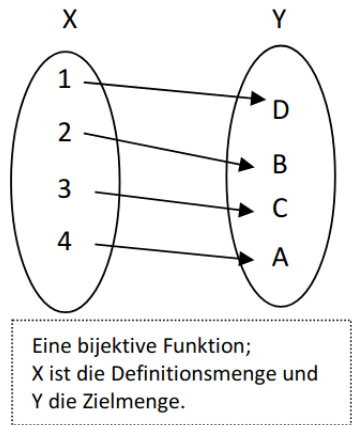 X Y
1 D
2 B
3 C
4 A
Eine bijektive Funktion;
X ist die Definitionsmenge und
Y die Zielmenge.